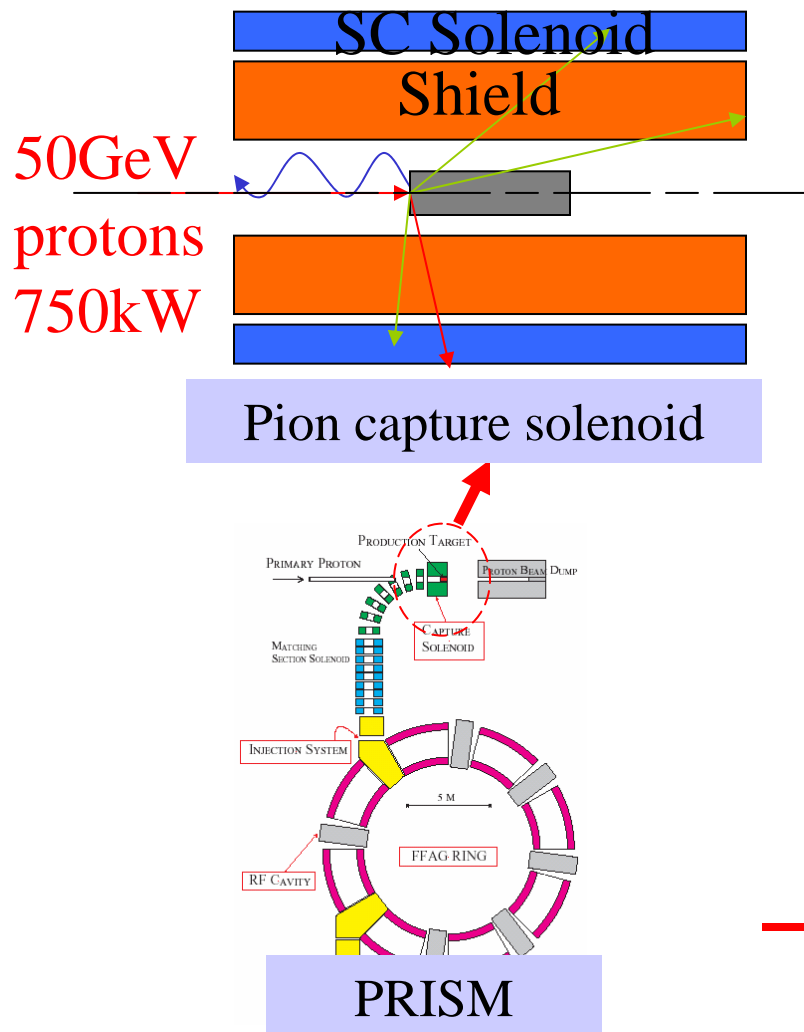 SC Solenoid
Shield
50GeV
protons
750kW
Pion capture solenoid
PRODUCTION TARGET
PRIMARY PROTON
PROTON BEAM DUMP
CAPTURE
SOLENOID
MATCHING
SECTION SOLENOID
INJECTION SYSTEM
5 M
FFAG RING
RF CAVITY
PRISM